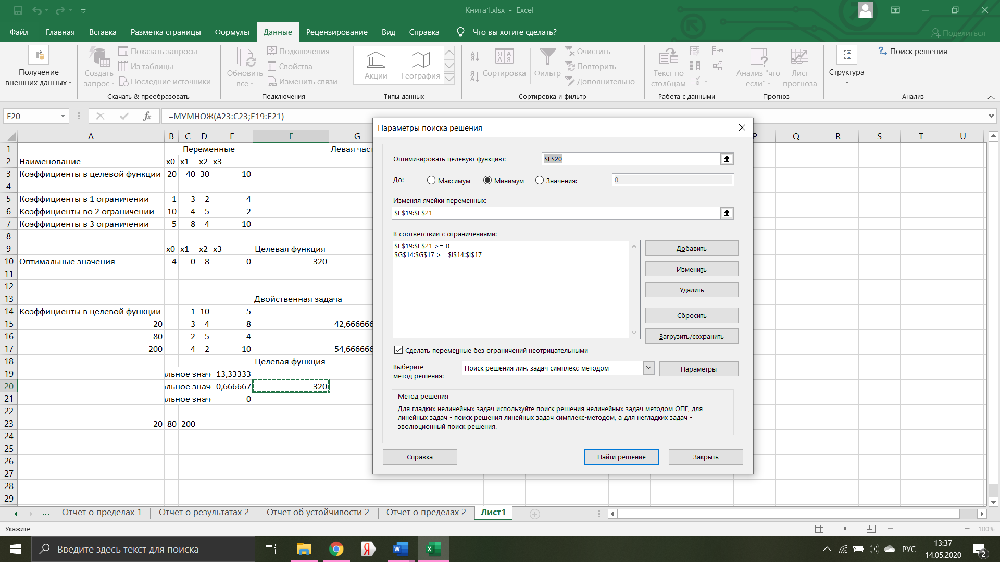 Книга1.xlsx - Excel
Файл Главная Вставка Разметка страницы Формулы Данные Рецензирование Вид Справка Что вы хотите сделать? Поделиться
Получение внешних данных
Создать запрос
Показать запросы
Из таблицы
Последние источники
Скачать & преобразовать
Обновить все
Подключения
Свойства
Изменить связи
Подключения
Акции
География
Типы данных
Сортировка
Фильтр
Очистить
Повторить
Дополнительно
Сортировка и фильтр
Текст по столбцам
Работа с данными
Анализ "что если"
Лист прогноза
Прогноз
Структура
Поиск решения
Анализ
F20 fx =МУМНОЖ(A23:C23;E19:E21)
A B C D E F G P Q R S T U
1 Переменные Левая част
2 Наименование x0 x1 x2 x3
3 Коэффициенты в целевой функции 20 40 30 10
4
5 Коэффициенты в 1 ограничении 1 3 2 4
6 Коэффициенты во 2 ограничении 10 4 5 2
7 Коэффициенты в 3 ограничении 5 8 4 10
8
9 x0 x1 x2 x3 Целевая функция
10 Оптимальные значения 4 0 8 0 320
11
12
13 Двойственная задача
14 Коэффициенты в целевой функции 1 10 5
15 20 3 4 8 42,666666
16 80 2 5 4
17 200 4 2 10 54,666666
18 Целевая функция
19 альное знач 13,33333
20 альное знач 0,666667 320
21 альное знач 0
22
23 20 80 200
24
25
26
27
28
29
Параметры поиска решения
Оптимизировать целевую функцию: $F$20
До: Максимум Минимум Значения: 0
Изменяя ячейки переменных:
$E$19:$E$21
В соответствии с ограничениями:
$E$19:$E$21 >= 0
$G$14:$G$17 >= $I$14:$I$17
Добавить
Изменить
Удалить
Сбросить
Загрузить/сохранить
Сделать переменные без ограничений неотрицательными
Выберите
метод решения:
Поиск решения лин. задач симплекс-методом
Параметры
Метод решения
Для гладких нелинейных задач используйте поиск решения нелинейных задач методом ОПГ, для
линейных задач - поиск решения линейных задач симплекс-методом, а для негладких задач -
эволюционный поиск решения.
Справка Найти решение Закрыть
... Отчет о пределах 1 Отчет о результатах 2 Отчет об устойчивости 2 Отчет о пределах 2 Лист1
Укажите 100%
Введите здесь текст для поиска
РУС
13:37
14.05.2020
2